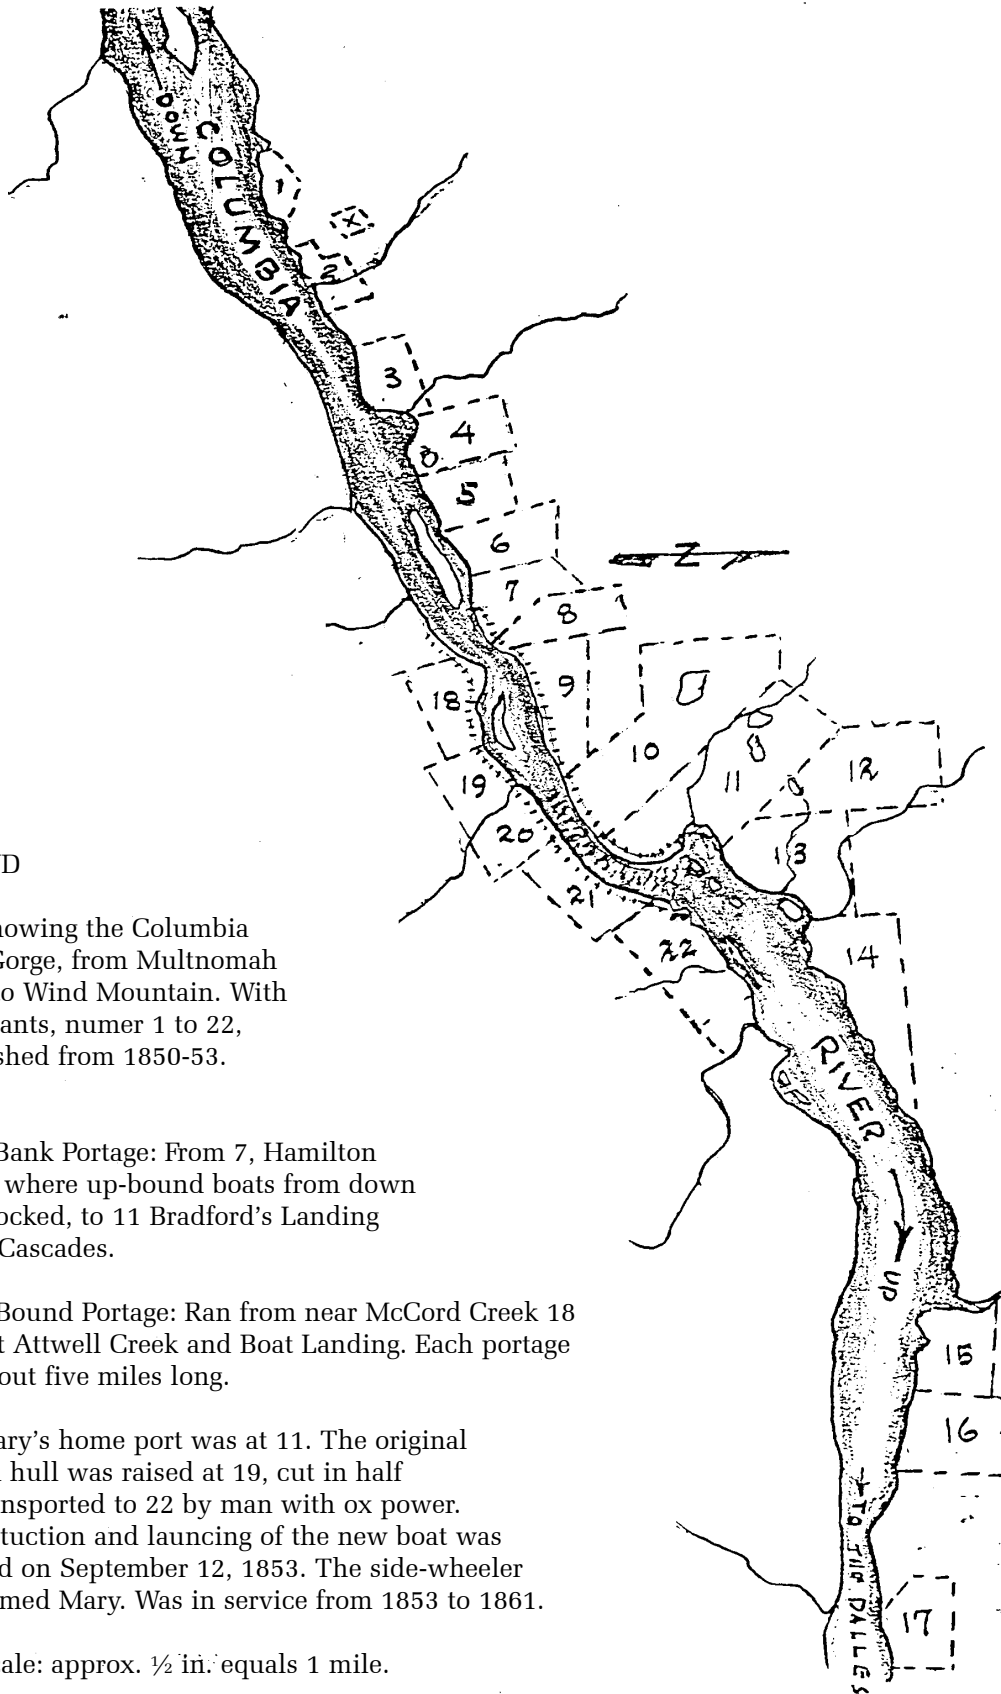 DOWN
COLUMBIA
1
X
2
3
4
5
6
Z
7
8
9
18
10
19
11
12
20
13
21
22
14
RIVER
UP
15
16
TO THE DALLES
17
D
owing the Columbia
Gorge, from Multnomah
o Wind Mountain. With
ants, numer 1 to 22,
shed from 1850-53.
Bank Portage: From 7, Hamilton
where up-bound boats from down
ocked, to 11 Bradford's Landing
Cascades.
Bound Portage: Ran from near McCord Creek 18
t Attwell Creek and Boat Landing. Each portage
out five miles long.
ary's home port was at 11. The original
hull was raised at 19, cut in half
nsported to 22 by man with ox power.
tuction and launcing of the new boat was
d on September 12, 1853. The side-wheeler
med Mary. Was in service from 1853 to 1861.
ale: approx. ½ in. equals 1 mile.